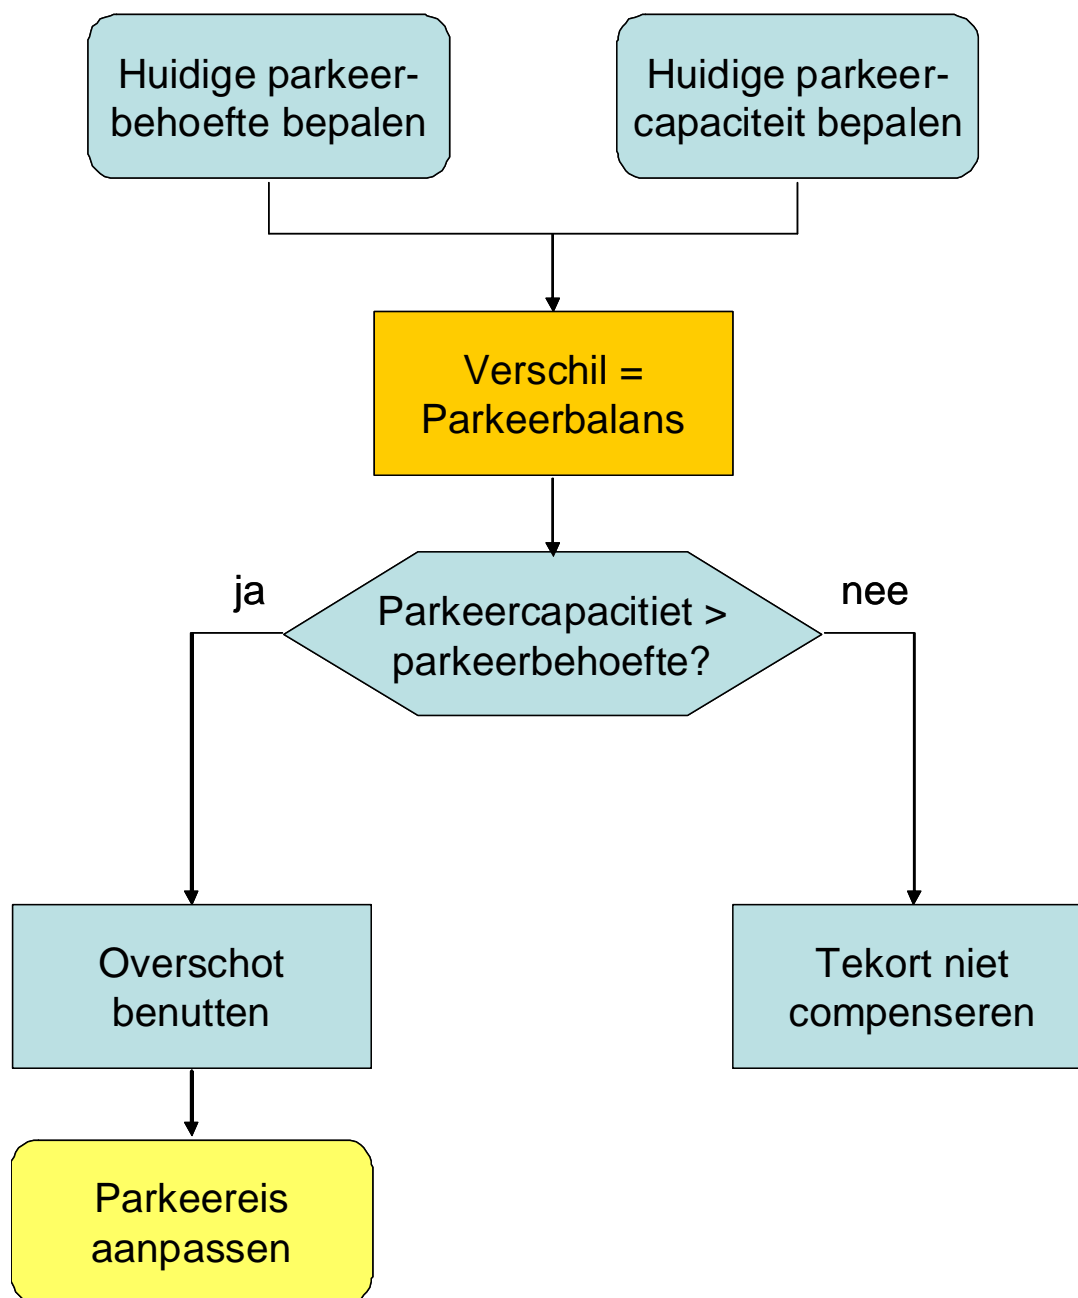 Huidige parkeer-
behoefte bepalen
Huidige parkeer-
capaciteit bepalen
Verschil =
Parkeerbalans
ja
nee
Parkeercapacitiet >
parkeerbehoefte?
Overschot
benutten
Tekort niet
compenseren
Parkeereis
aanpassen